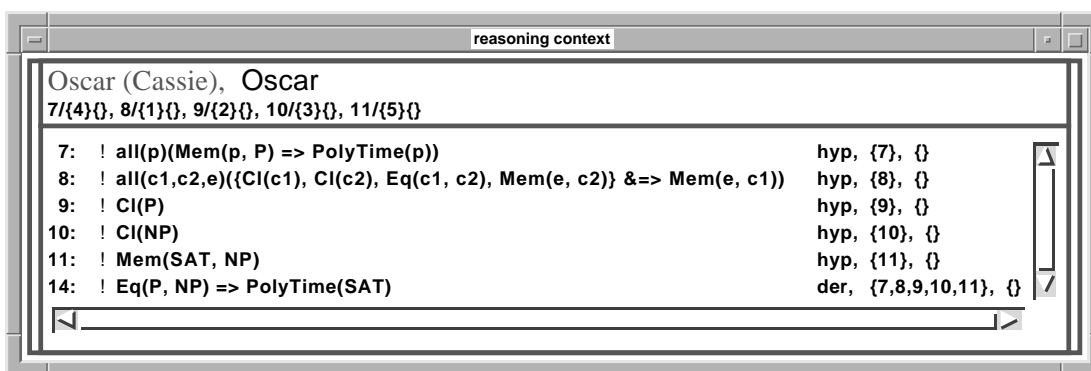 reasoning context
Oscar (Cassie), Oscar
7/{4}{}, 8/{1}{}, 9/{2}{}, 10/{3}{}, 11/{5}{}
7: ! all(p)(Mem(p, P) => PolyTime(p)) hyp, {7}, {}
8: ! all(c1,c2,e)({Cl(c1), Cl(c2), Eq(c1, c2), Mem(e, c2)} &=> Mem(e, c1)) hyp, {8}, {}
9: ! Cl(P) hyp, {9}, {}
10: ! Cl(NP) hyp, {10}, {}
11: ! Mem(SAT, NP) hyp, {11}, {}
14: ! Eq(P, NP) => PolyTime(SAT) der, {7,8,9,10,11}, {}